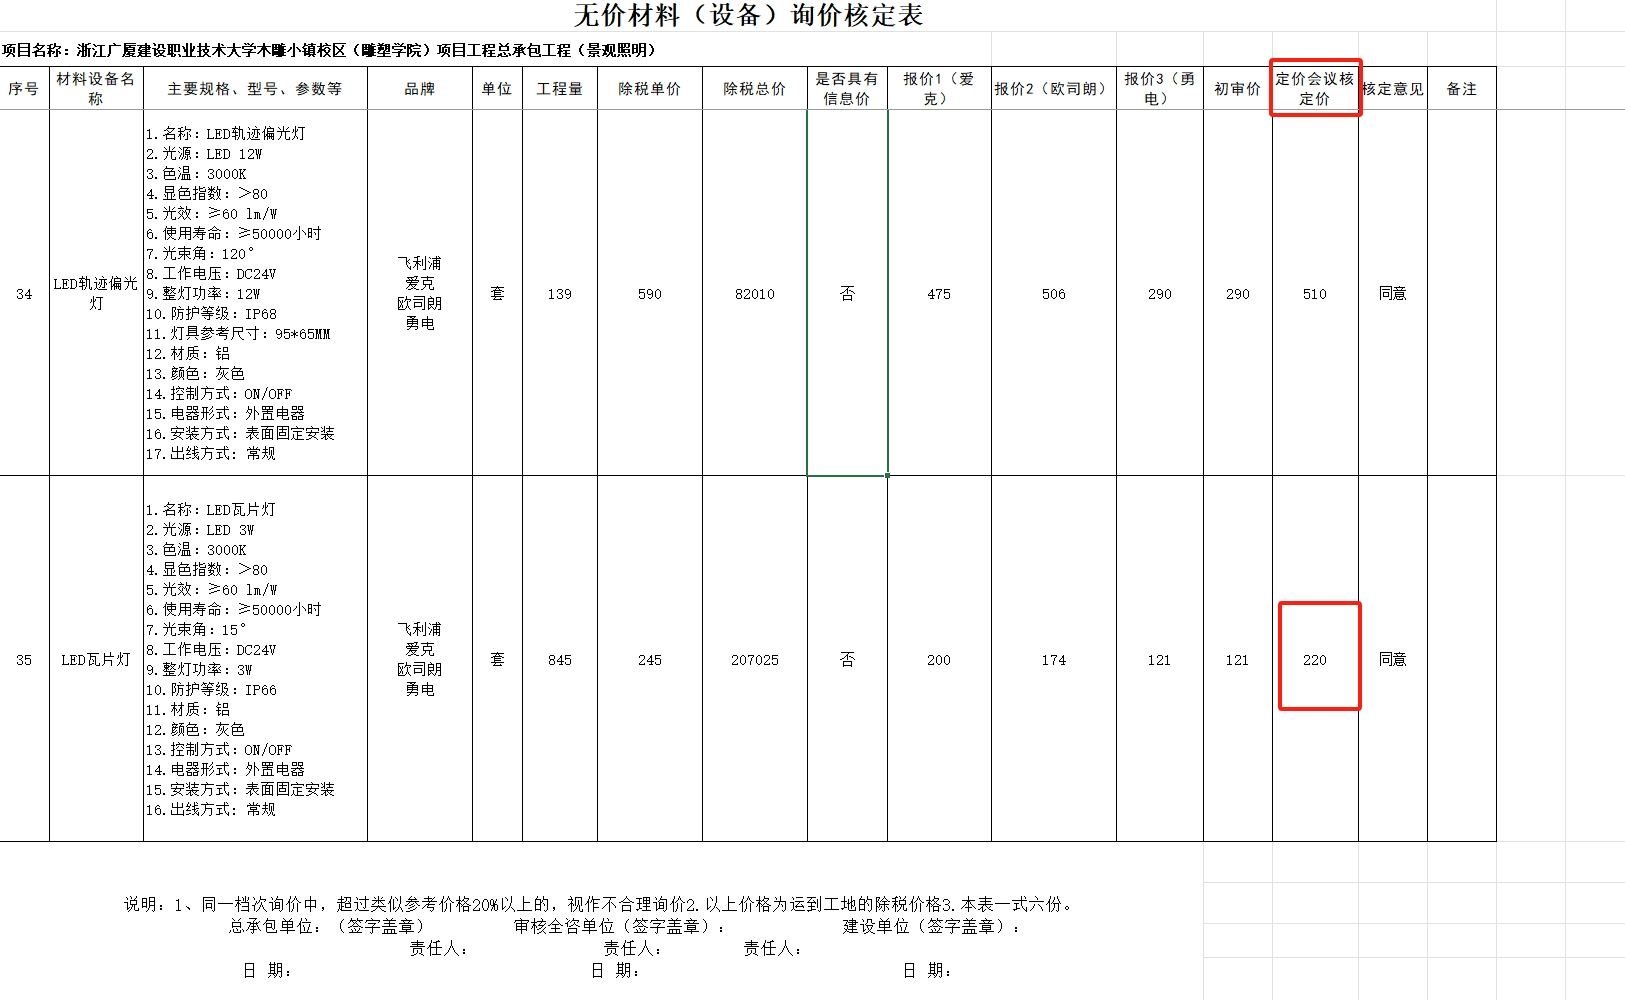 无价材料（设备）询价核定表
项目名称：浙江广厦建设职业技术大学木雕小镇校区（雕塑学院）项目工程总承包工程（景观照明）
序号 材料设备名称 主要规格、型号、参数等 品牌 单位 工程量 除税单价 除税总价 是否具有信息价 报价1（爱克） 报价2（欧司朗） 报价3（勇电） 初审价 定价会议核定价 核定意见 备注
34 LED轨迹偏光灯
1.名称：LED轨迹偏光灯
2.光源：LED 12W
3.色温：3000K
4.显色指数：＞80
5.光效：≥60 lm/W
6.使用寿命：≥50000小时
7.光束角：120°
8.工作电压：DC24V
9.整灯功率：12W
10.防护等级：IP68
11.灯具参考尺寸：95*65MM
12.材质：铝
13.颜色：灰色
14.控制方式：ON/OFF
15.电器形式：外置电器
16.安装方式：表面固定安装
17.出线方式：常规
飞利浦
爱克
欧司朗
勇电
套 139 590 82010 否 475 506 290 290 510 同意
35 LED瓦片灯
1.名称：LED瓦片灯
2.光源：LED 3W
3.色温：3000K
4.显色指数：＞80
5.光效：≥60 lm/W
6.使用寿命：≥50000小时
7.光束角：15°
8.工作电压：DC24V
9.整灯功率：3W
10.防护等级：IP66
11.材质：铝
12.颜色：灰色
13.控制方式：ON/OFF
14.电器形式：外置电器
15.安装方式：表面固定安装
16.出线方式：常规
飞利浦
爱克
欧司朗
勇电
套 845 245 207025 否 200 174 121 121 220 同意
说明：1、同一档次询价中，超过类似参考价格20%以上的，视作不合理询价2.以上价格为运到工地的除税价格3.本表一式六份。
总承包单位：（签字盖章） 审核全咨单位（签字盖章）： 建设单位（签字盖章）：
责任人： 责任人： 责任人：
日 期： 日 期： 日 期：